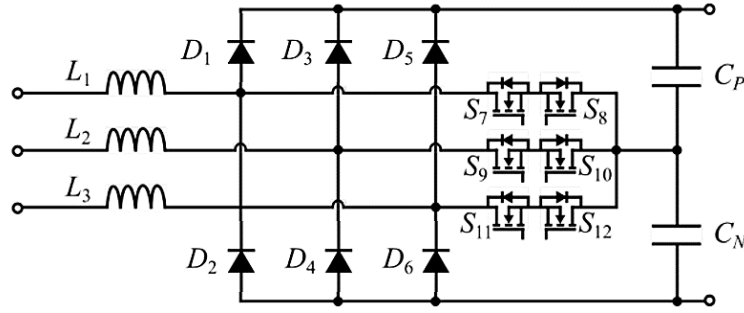 D1 D3 D5
L1
CP
S7 S8
L2
S9 S10
L3
S11 S12
CN
D2 D4 D6